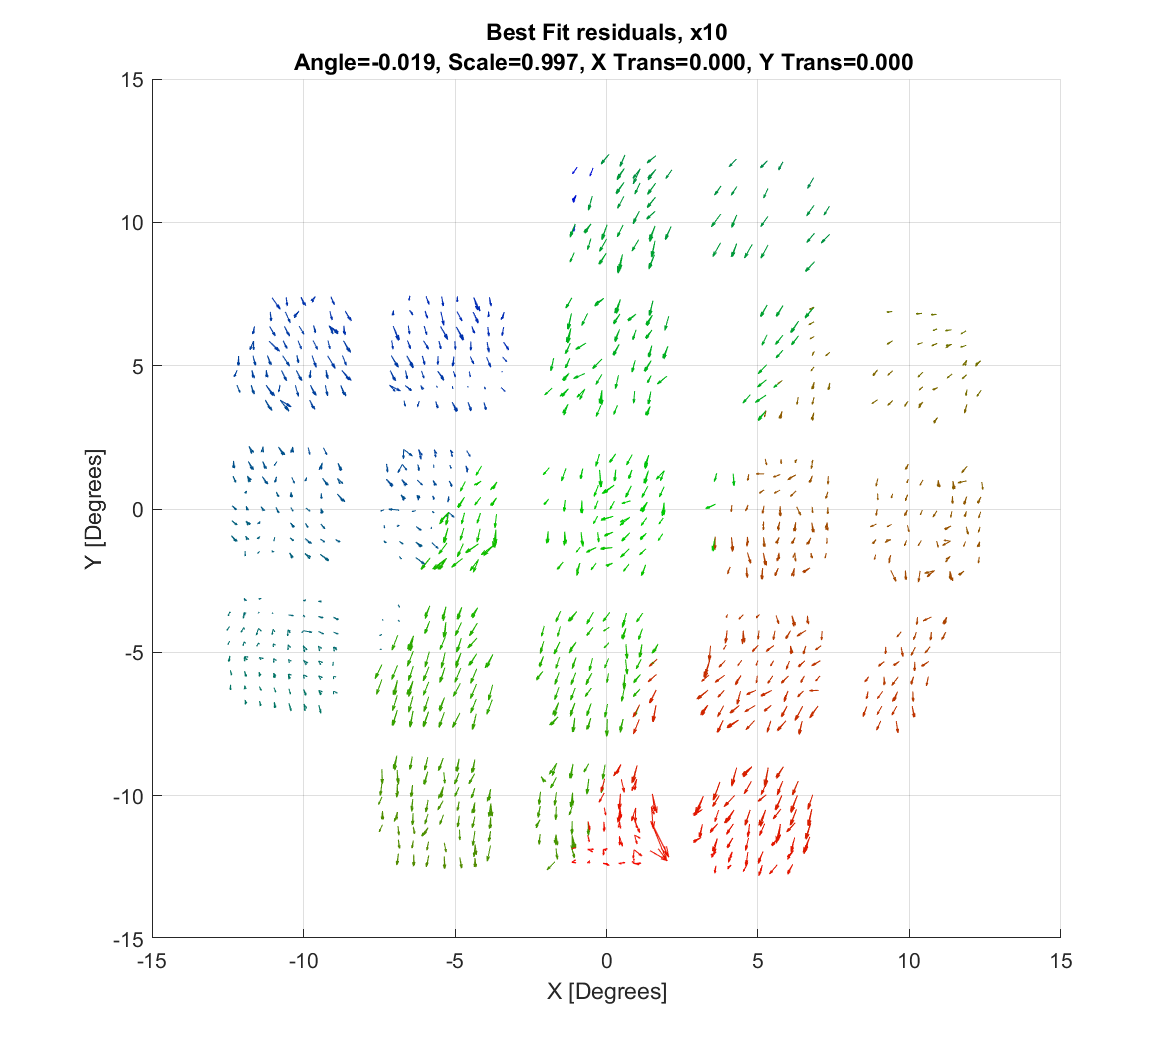 Best Fit residuals, x10
Angle=-0.019, Scale=0.997, X Trans=0.000, Y Trans=0.000
15
10
5
0
-5
-10
-15
Y [Degrees]
-15 -10 -5 0 5 10 15
X [Degrees]